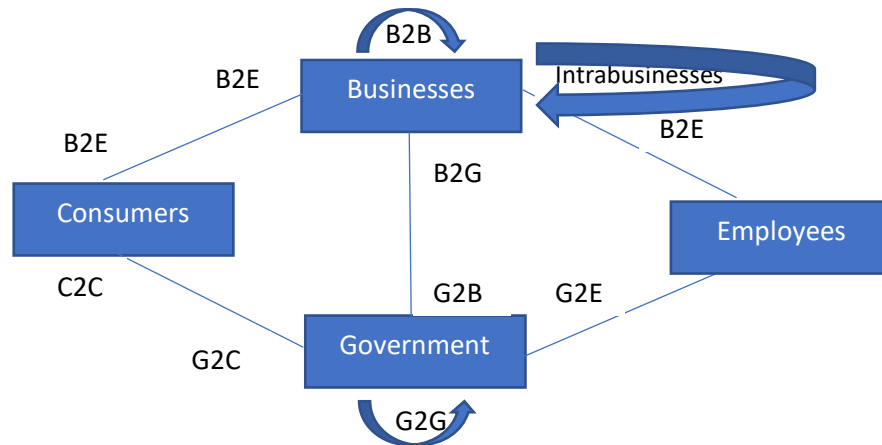 B2B
Intrabusinesses
B2E
Businesses
B2E
B2E
B2G
Consumers
Employees
C2C
G2B
G2E
Government
G2C
G2G